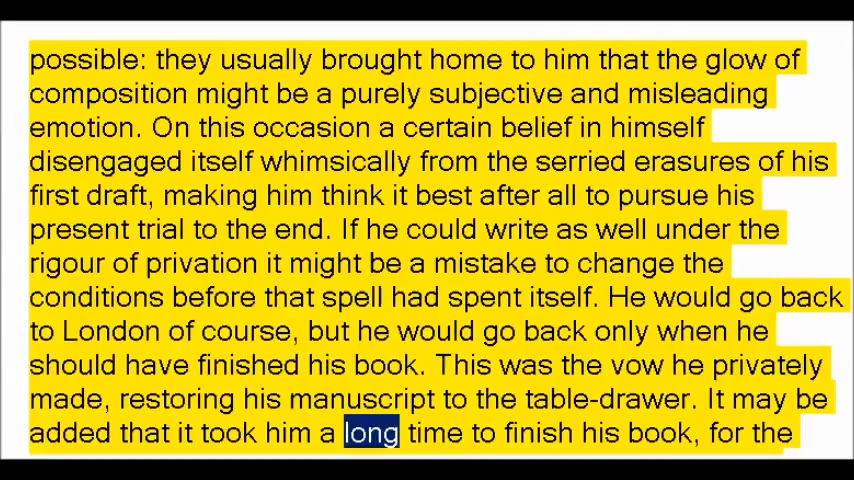 possible: they usually brought home to him that the glow of
composition might be a purely subjective and misleading
emotion. On this occasion a certain belief in himself
disengaged itself whimsically from the serried erasures of his
first draft, making him think it best after all to pursue his
present trial to the end. If he could write as well under the
rigour of privation it might be a mistake to change the
conditions before that spell had spent itself. He would go back
to London of course, but he would go back only when he
should have finished his book. This was the vow he privately
made, restoring his manuscript to the table-drawer. It may be
added that it took him a long time to finish his book, for the